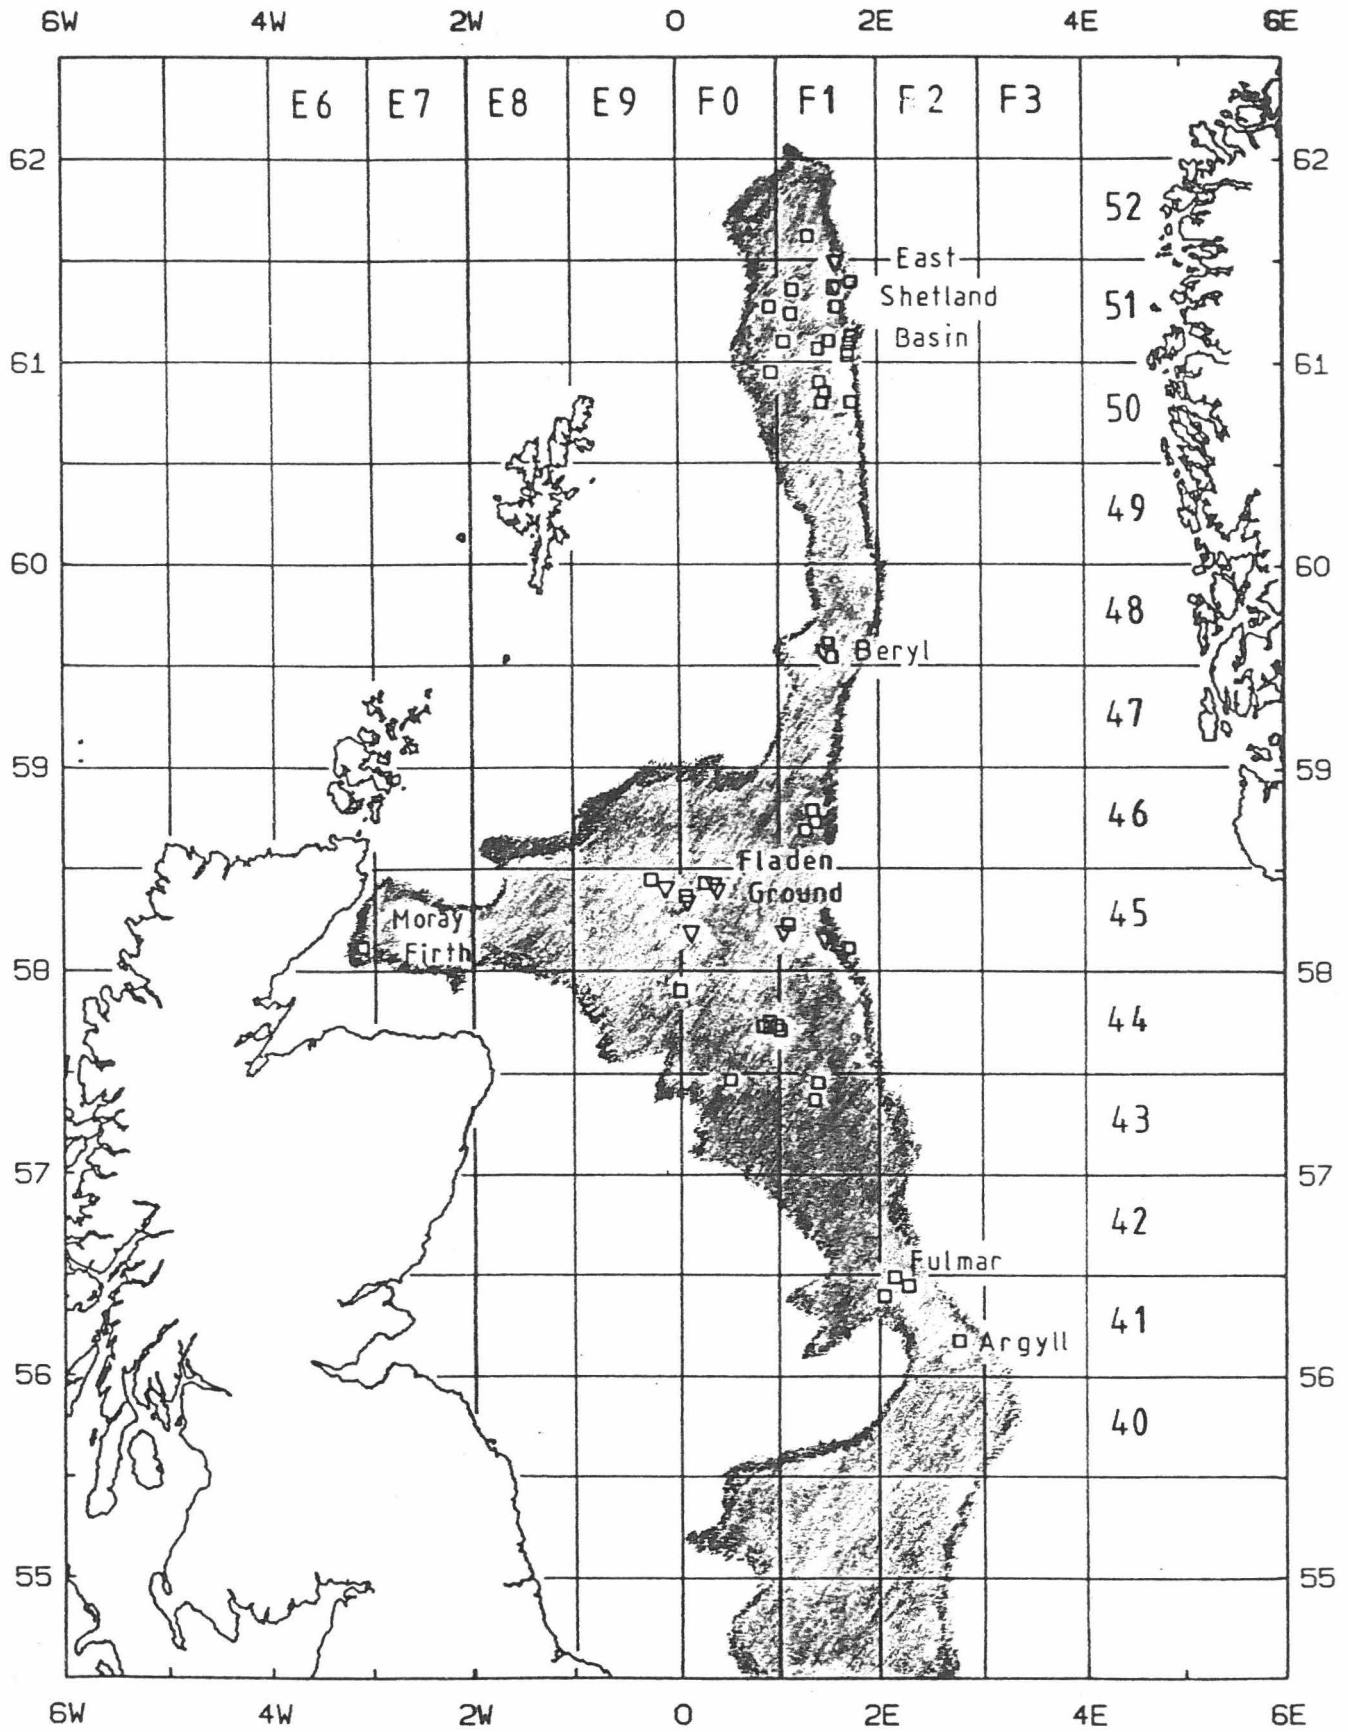 6W 4W 2W 0 2E 4E 6E
E6 E7 E8 E9 F0 F1 F2 F3
62 62
52
East
Shetland
51
Basin
61 61
50
49
60 60
48
Beryl
47
59 59
46
Fladen
Ground
45
Moray
Firth
58 58
44
43
57 57
42
Fulmar
41
Argyll
56 56
40
55 55
6W 4W 2W 0 2E 4E 6E